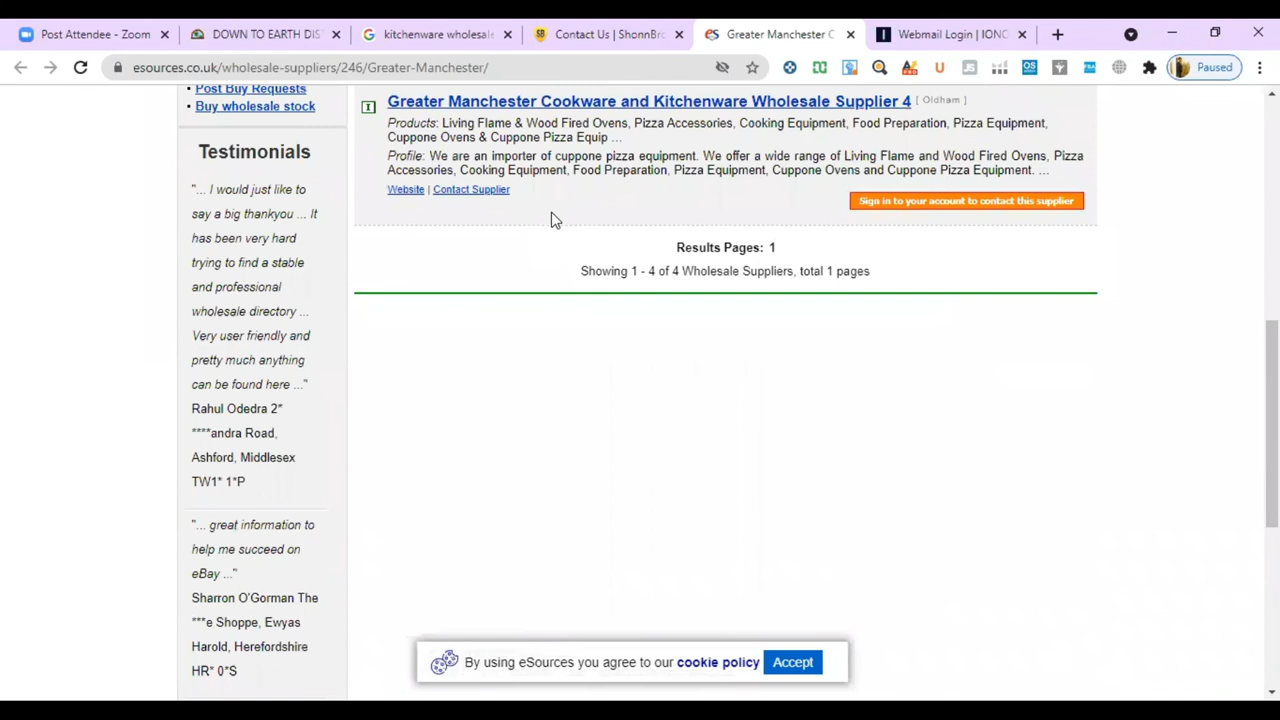 Post Attendee - Zoom
DOWN TO EARTH DIS
kitchenware wholesale
Contact Us | ShonnBro
Greater Manchester C
Webmail Login | IONO
esources.co.uk/wholesale-suppliers/246/Greater-Manchester/
Paused
Post Buy Requests
Buy wholesale stock
Testimonials
"... I would just like to
say a big thankyou ... It
has been very hard
trying to find a stable
and professional
wholesale directory ...
Very user friendly and
pretty much anything
can be found here ..."
Rahul Odedra 2*
****andra Road,
Ashford, Middlesex
TW1* 1*P
"... great information to
help me succeed on
eBay ..."
Sharron O'Gorman The
***e Shoppe, Ewyas
Harold, Herefordshire
HR* 0*S
Greater Manchester Cookware and Kitchenware Wholesale Supplier 4 [ Oldham ]
Products: Living Flame & Wood Fired Ovens, Pizza Accessories, Cooking Equipment, Food Preparation, Pizza Equipment,
Cuppone Ovens & Cuppone Pizza Equip ...
Profile: We are an importer of cuppone pizza equipment. We offer a wide range of Living Flame and Wood Fired Ovens, Pizza
Accessories, Cooking Equipment, Food Preparation, Pizza Equipment, Cuppone Ovens and Cuppone Pizza Equipment. ...
Website | Contact Supplier
Sign in to your account to contact this supplier
Results Pages: 1
Showing 1 - 4 of 4 Wholesale Suppliers, total 1 pages
By using eSources you agree to our cookie policy
Accept